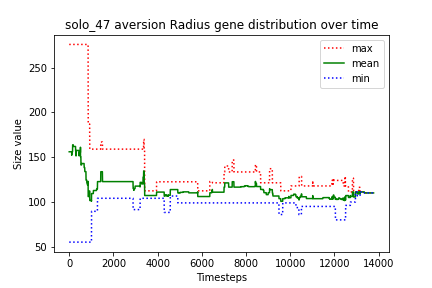 solo_47 aversion Radius gene distribution over time
max
mean
min
250
200
150
100
50
Size value
0 2000 4000 6000 8000 10000 12000 14000
Timesteps